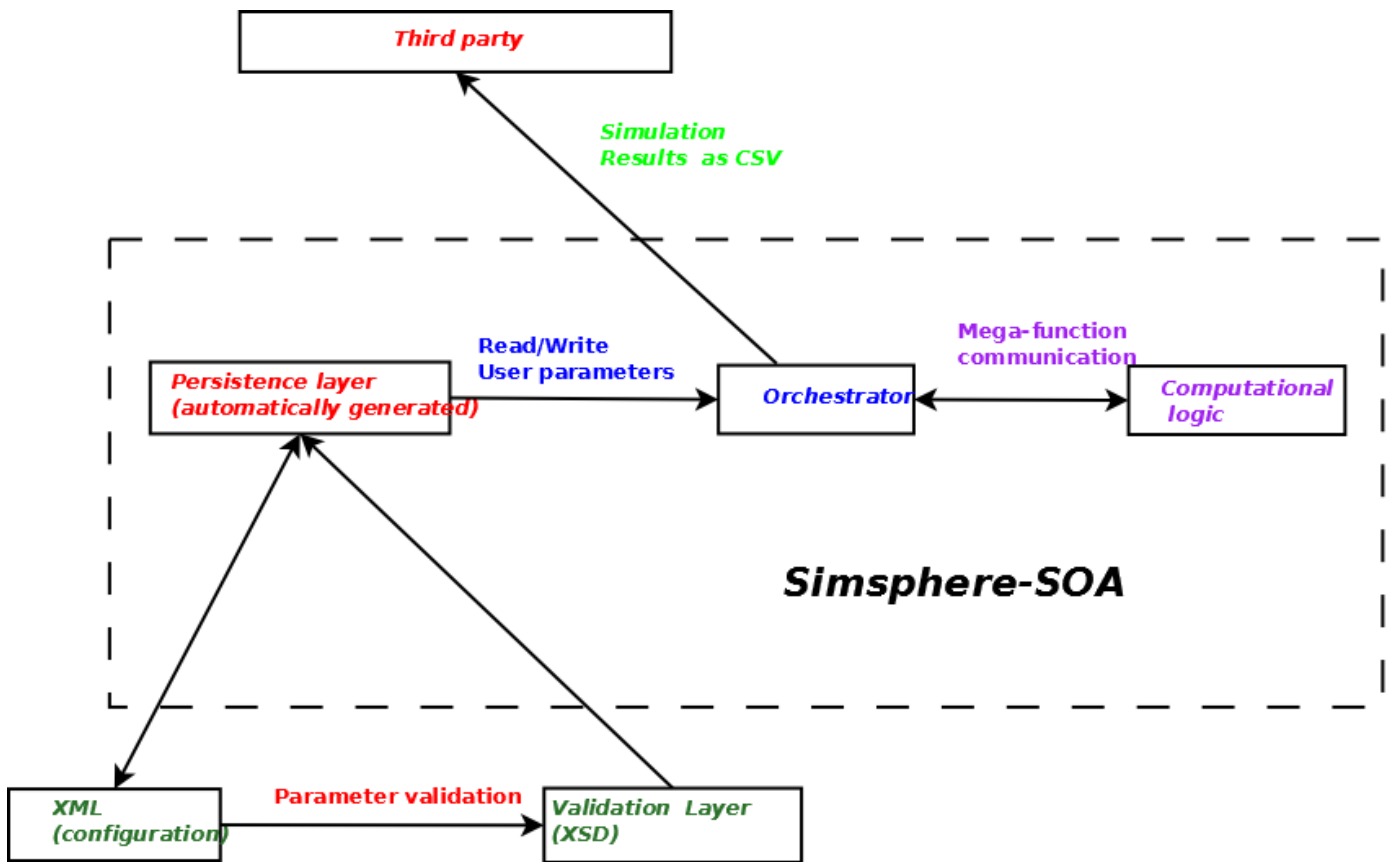 Third party
Simulation
Results as CSV
Read/Write
User parameters
Mega-function
communication
Persistence layer
(automatically generated)
Orchestrator
Computational
logic
Simsphere-SOA
XML
(configuration)
Parameter validation
Validation Layer
(XSD)